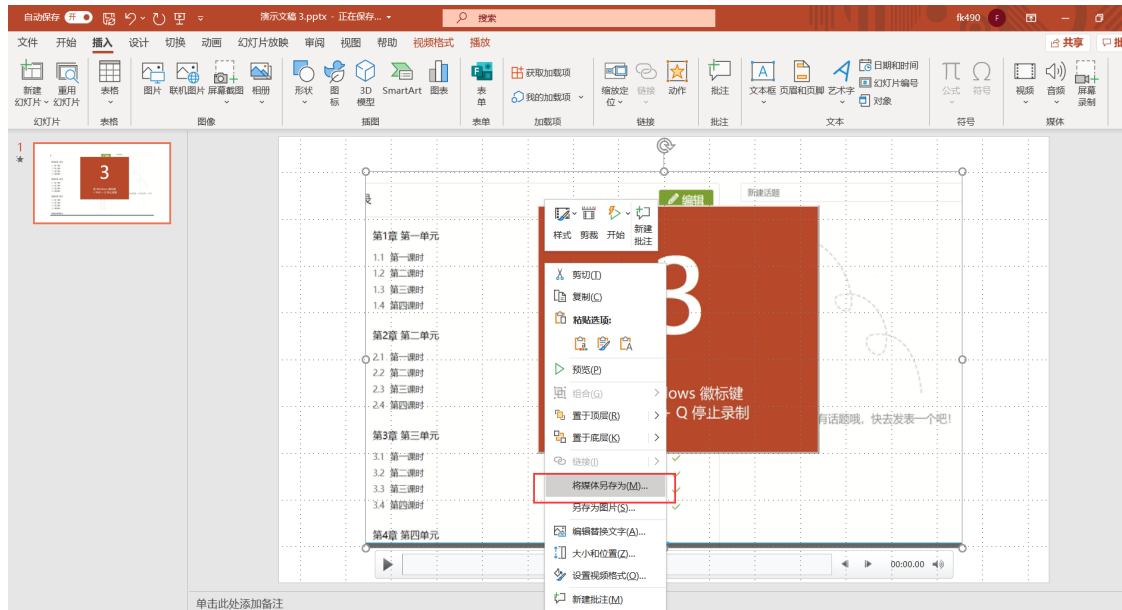 自动保存 开
演示文稿 3.pptx - 正在保存...
搜索
fk490 F
文件 开始 插入 设计 切换 动画 幻灯片放映 审阅 视图 帮助 视频格式 播放
共享
新建 幻灯片
重用 幻灯片
表格
图片
联机图片
屏幕截图
相册
形状
图标
3D 模型
SmartArt
图表
表单
获取加载项
我的加载项
缩放定位
链接
动作
批注
文本框
页眉和页脚
艺术字
日期和时间
幻灯片编号
对象
公式
符号
视频
音频
屏幕录制
幻灯片 表格 图像 插图 表单 加载项 链接 批注 文本 符号 媒体
1
3
编辑
新建话题
第1章 第一单元
1.1 第一课时
1.2 第二课时
1.3 第三课时
1.4 第四课时
第2章 第二单元
2.1 第一课时
2.2 第二课时
2.3 第三课时
2.4 第四课时
第3章 第三单元
3.1 第一课时
3.2 第二课时
3.3 第三课时
3.4 第四课时
第4章 第四单元
样式 剪裁 开始 新建批注
剪切(T)
复制(C)
粘贴选项:
预览(P)
组合(G)
置于顶层(R)
置于底层(K)
链接(I)
将媒体另存为(M)...
另存为图片(S)...
编辑替换文字(A)...
大小和位置(Z)...
设置视频格式(O)...
新建批注(M)
3
ows 徽标键
- Q 停止录制
有话题哦，快去发表一个吧！
00:00.00
单击此处添加备注